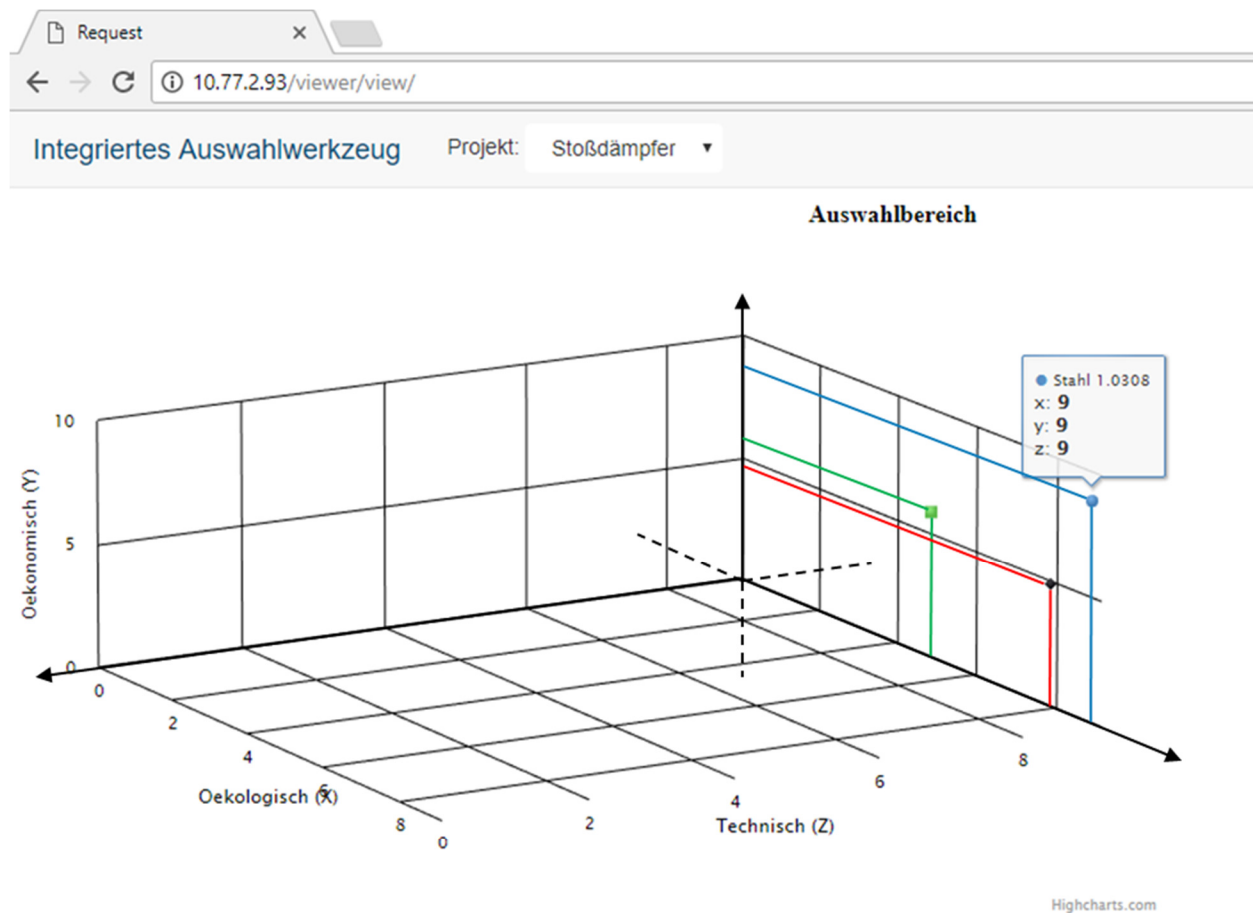 Request
10.77.2.93/viewer/view/
Integriertes Auswahlwerkzeug Projekt: Stoßdämpfer
Auswahlbereich
Stahl 1.0308
x: 9
y: 9
z: 9
10
5
0
Oekonomisch (Y)
0
2
4
6
8
Oekologisch (X)
0
2
4
6
8
Technisch (Z)
Highcharts.com